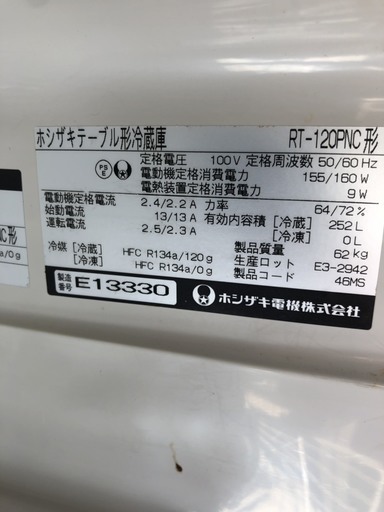 ホシザキテーブル形冷蔵庫 RT-120PNC形
PS E 定格電圧 100V 定格周波数 50/60Hz
電動機定格消費電力 155/160W
電熱装置定格消費電力 9W
電動機定格電流 2.4/2.2A 力率 64/72%
始動電流 13/13A 有効内容積 [冷蔵] 252L
運転電流 2.5/2.3A [冷凍] 0L
製品質量 62kg
冷媒 [冷蔵] HFC R134a/120g 生産ロット E3-2942
[冷凍] HFC R134a/0g 製品コード 46MS
製造番号 E13330 ホシザキ電機株式会社
NC形
a/0g